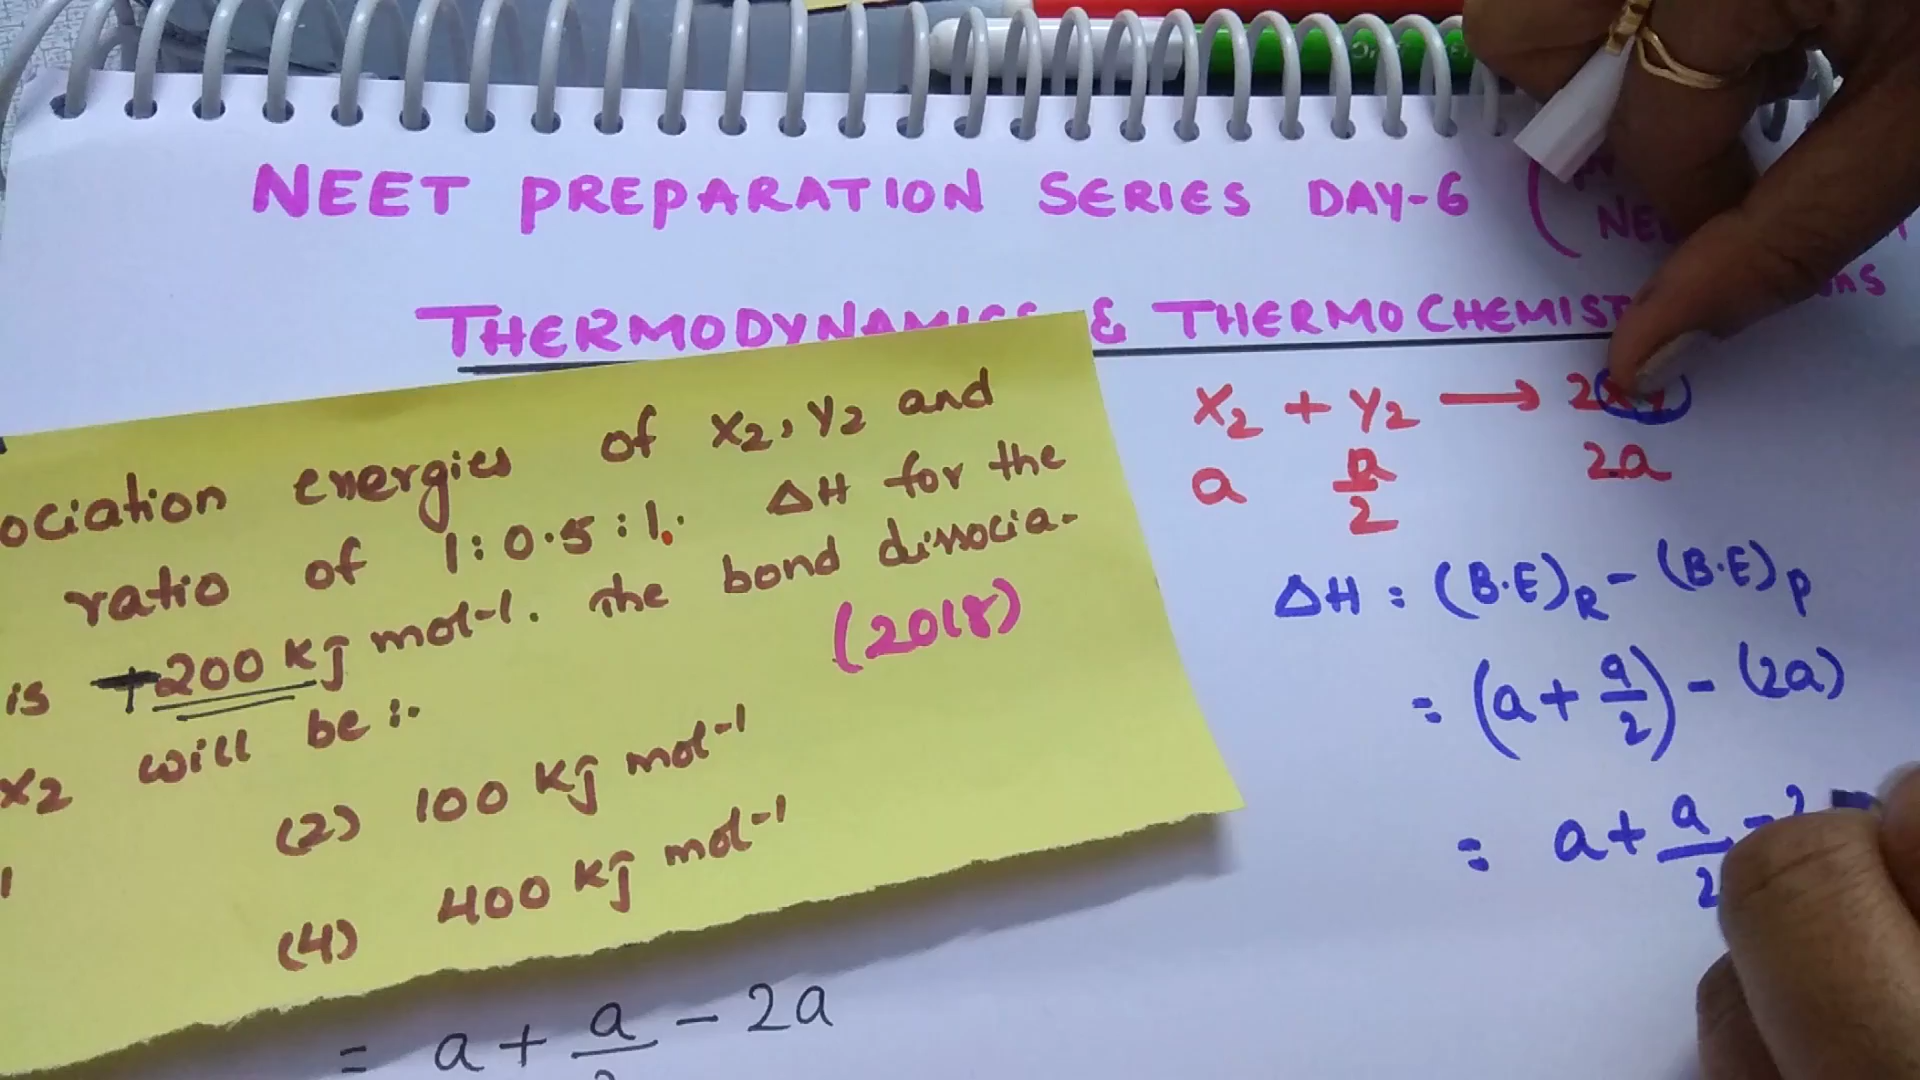 NEET PREPARATION SERIES DAY-6 (
THERMODYNAMICS & THERMOCHEMIST
ociation energies of X2, Y2 and
ratio of 1:0.5:1. ΔH for the
is +200 KJ mol-1. The bond dissocia-
X2 will be :-
(2018)
(2) 100 KJ mol-1
(4) 400 KJ mol-1
= a + a/ - 2a
X2 + Y2 → 2
a a/2 2a
ΔH = (B.E)R - (B.E)P
= (a + a/2) - (2a)
= a + a/2 - 2